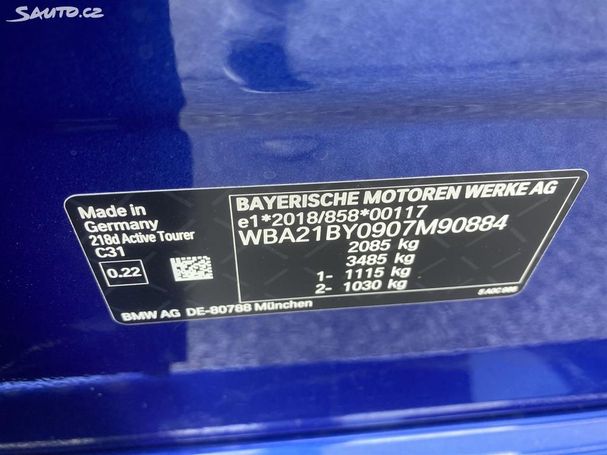 Sauto.cz
BAYERISCHE MOTOREN WERKE AG
e1*2018/858*00117
WBA21BY0907M90884
2085 kg
3485 kg
1- 1115 kg
2- 1030 kg
Made in
Germany
218d Active Tourer
C31
0.22
BMW AG DE-80788 München